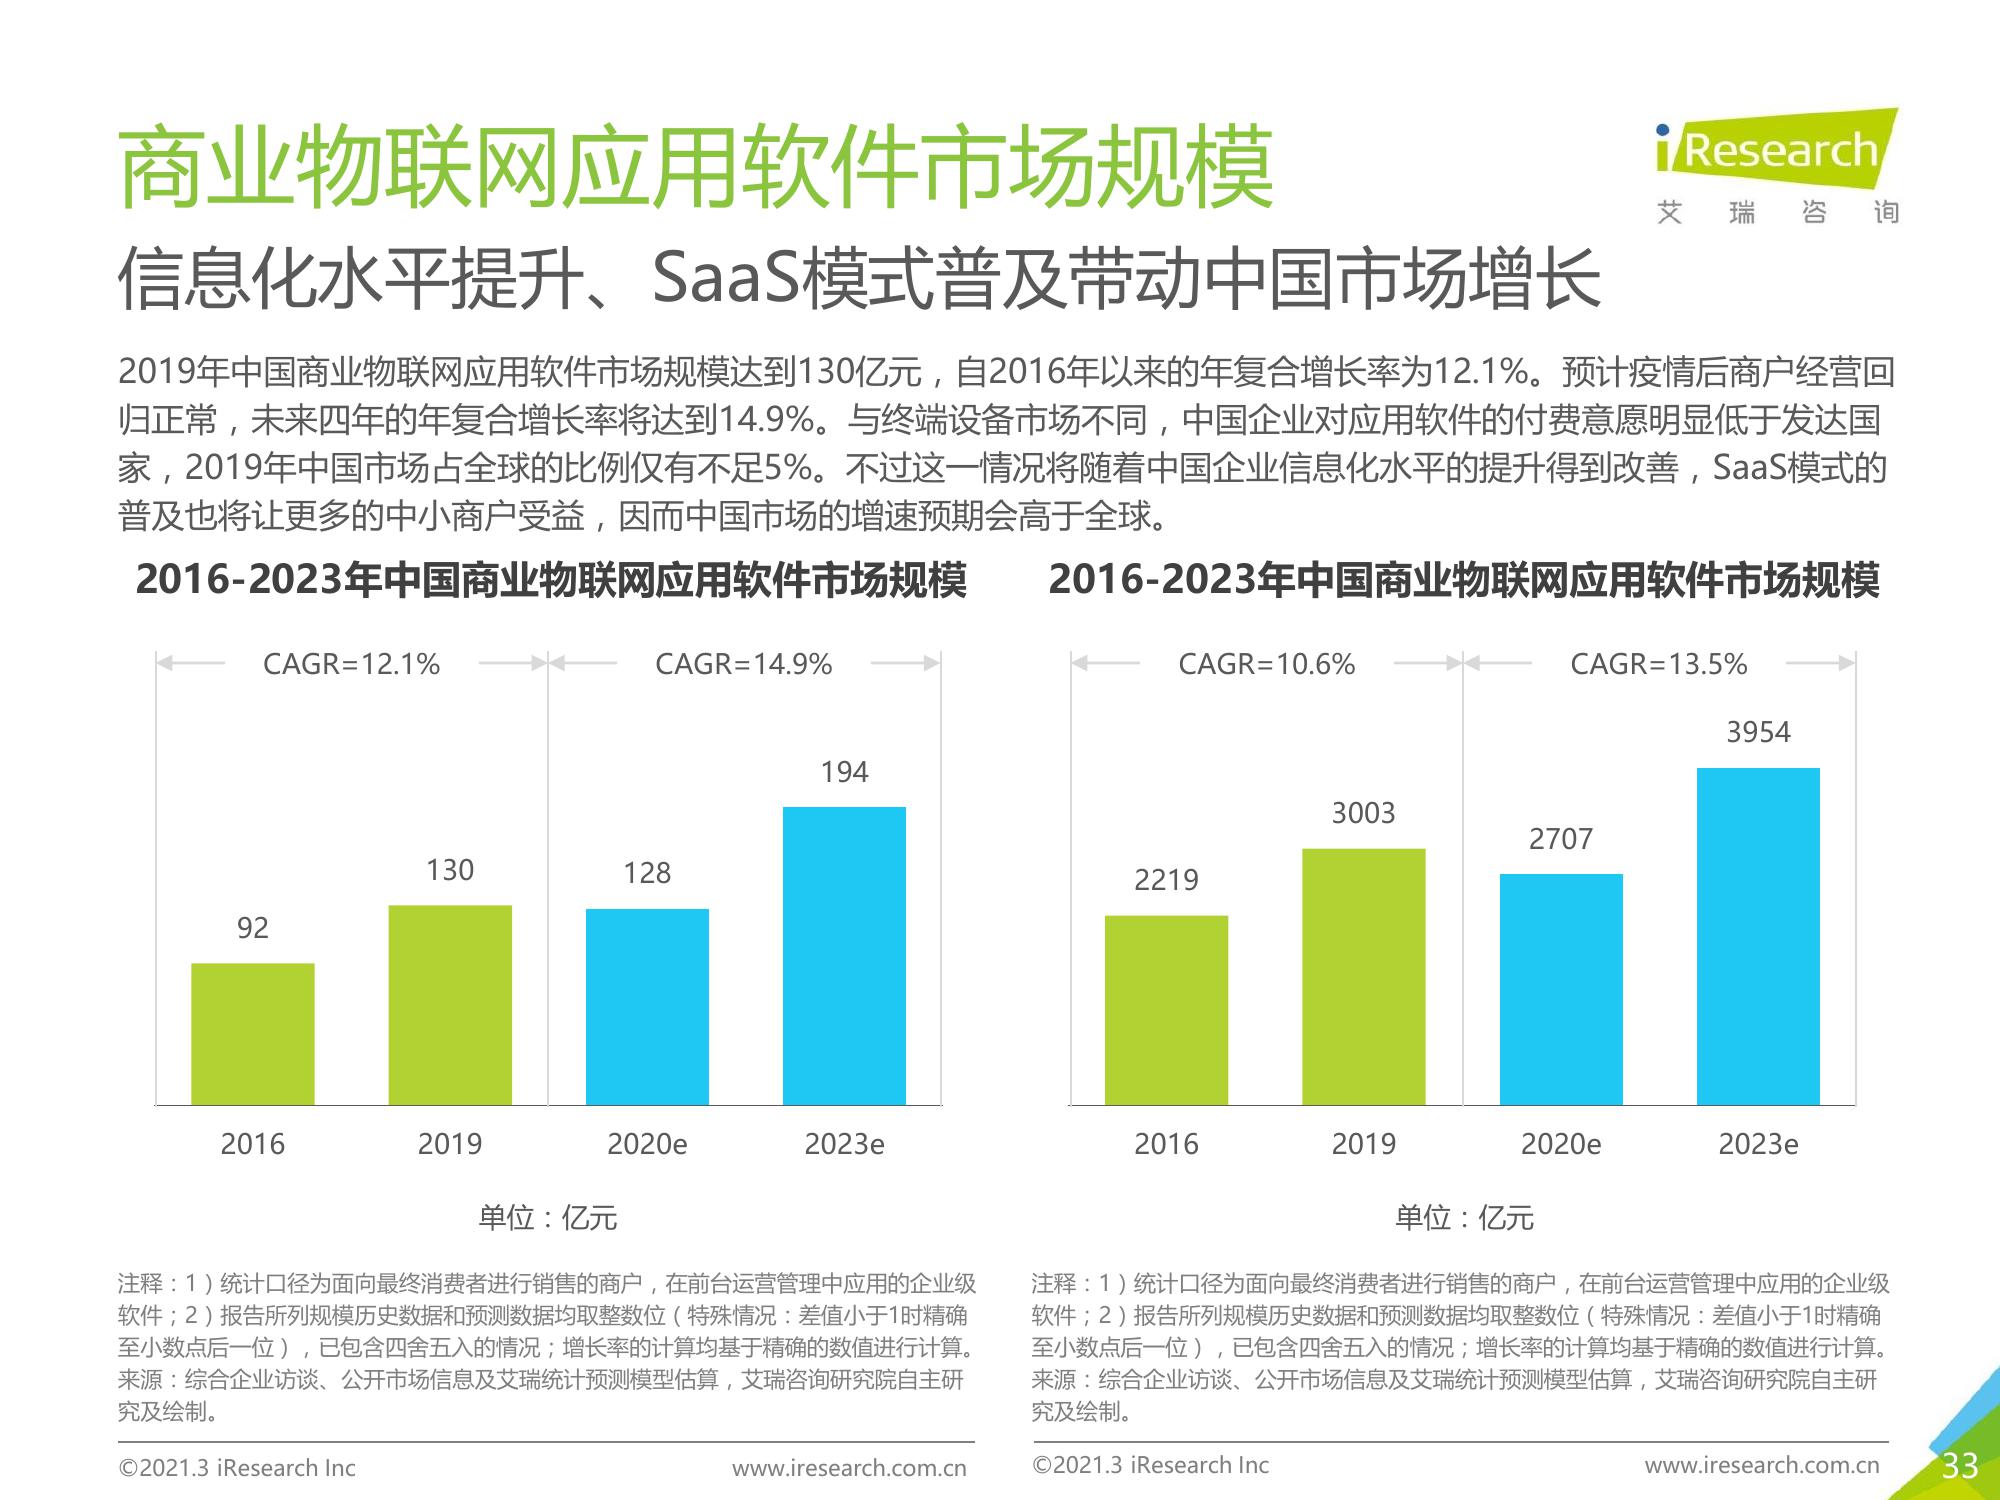 商业物联网应用软件市场规模
iResearch
艾瑞咨询
信息化水平提升、SaaS模式普及带动中国市场增长
2019年中国商业物联网应用软件市场规模达到130亿元，自2016年以来的年复合增长率为12.1%。预计疫情后商户经营回
归正常，未来四年的年复合增长率将达到14.9%。与终端设备市场不同，中国企业对应用软件的付费意愿明显低于发达国
家，2019年中国市场占全球的比例仅有不足5%。不过这一情况将随着中国企业信息化水平的提升得到改善，SaaS模式的
普及也将让更多的中小商户受益，因而中国市场的增速预期会高于全球。
2016-2023年中国商业物联网应用软件市场规模
CAGR=12.1%
CAGR=14.9%
92
130
128
194
2016
2019
2020e
2023e
单位：亿元
注释：1）统计口径为面向最终消费者进行销售的商户，在前台运营管理中应用的企业级
软件；2）报告所列规模历史数据和预测数据均取整数位（特殊情况：差值小于1时精确
至小数点后一位），已包含四舍五入的情况；增长率的计算均基于精确的数值进行计算。
来源：综合企业访谈、公开市场信息及艾瑞统计预测模型估算，艾瑞咨询研究院自主研
究及绘制。
©2021.3 iResearch Inc
www.iresearch.com.cn
2016-2023年中国商业物联网应用软件市场规模
CAGR=10.6%
CAGR=13.5%
2219
3003
2707
3954
2016
2019
2020e
2023e
单位：亿元
注释：1）统计口径为面向最终消费者进行销售的商户，在前台运营管理中应用的企业级
软件；2）报告所列规模历史数据和预测数据均取整数位（特殊情况：差值小于1时精确
至小数点后一位），已包含四舍五入的情况；增长率的计算均基于精确的数值进行计算。
来源：综合企业访谈、公开市场信息及艾瑞统计预测模型估算，艾瑞咨询研究院自主研
究及绘制。
©2021.3 iResearch Inc
www.iresearch.com.cn
33